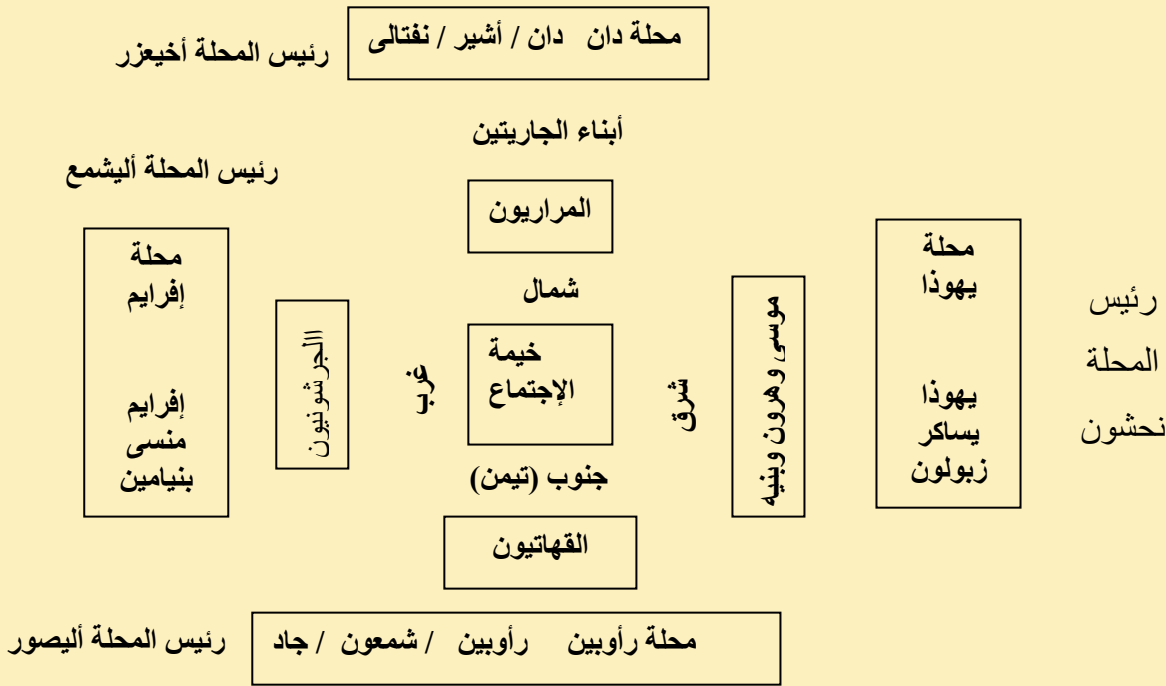 محلة دان   دان / أشير / نفتالى
رئيس المحلة أخيعزر
أبناء الجاريتين
رئيس المحلة أليشمع
المراريون
محلة
يهوذا
يهوذا
يساكر
زبولون
رئيس
المحلة
نحشون
موسى وهرون وبنيه
شرق
شمال
خيمة
الإجتماع
جنوب (تيمن)
غرب
االجرشونيون
محلة
إفرايم
إفرايم
منسى
بنيامين
القهاتيون
محلة رأوبين   رأوبين / شمعون / جاد
رئيس المحلة أليصور